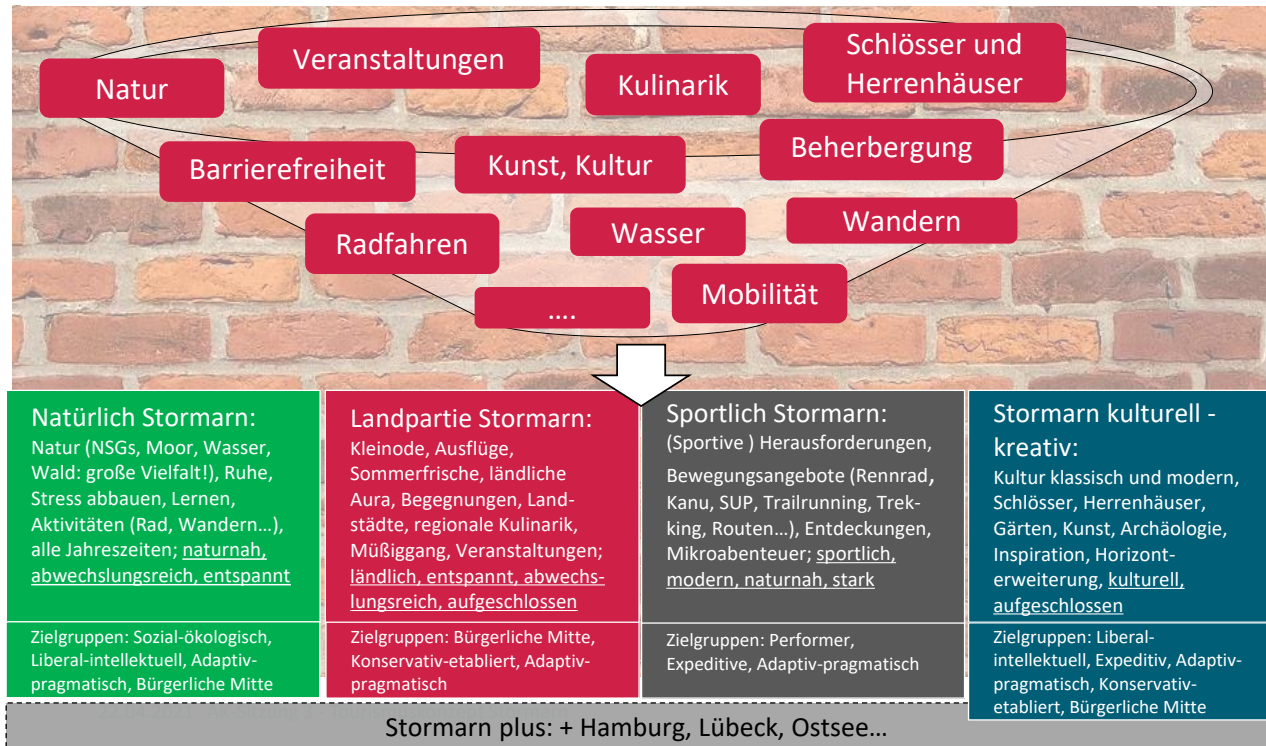 Veranstaltungen
Schlösser und
Herrenhäuser
Natur
Kulinarik
Barrierefreiheit
Kunst, Kultur
Beherbergung
Radfahren
Wasser
Wandern
....
Mobilität
Natürlich Stormarn:
Natur (NSGs, Moor, Wasser,
Wald: große Vielfalt!), Ruhe,
Stress abbauen, Lernen,
Aktivitäten (Rad, Wandern...),
alle Jahreszeiten; naturnah,
abwechslungsreich, entspannt
Zielgruppen: Sozial-ökologisch,
Liberal-intellektuell, Adaptiv-
pragmatisch, Bürgerliche Mitte
Landpartie Stormarn:
Kleinode, Ausflüge,
Sommerfrische, ländliche
Aura, Begegnungen, Land-
städte, regionale Kulinarik,
Müßiggang, Veranstaltungen;
ländlich, entspannt, abwechs-
lungsreich, aufgeschlossen
Zielgruppen: Bürgerliche Mitte,
Konservativ-etabliert, Adaptiv-
pragmatisch
Sportlich Stormarn:
(Sportive ) Herausforderungen,
Bewegungsangebote (Rennrad,
Kanu, SUP, Trailrunning, Trek-
king, Routen...), Entdeckungen,
Mikroabenteuer; sportlich,
modern, naturnah, stark
Zielgruppen: Performer,
Expeditive, Adaptiv-pragmatisch
Stormarn kulturell -
kreativ:
Kultur klassisch und modern,
Schlösser, Herrenhäuser,
Gärten, Kunst, Archäologie,
Inspiration, Horizont-
erweiterung, kulturell,
aufgeschlossen
Zielgruppen: Liberal-
intellektuell, Expeditiv, Adaptiv-
pragmatisch, Konservativ-
etabliert, Bürgerliche Mitte
Stormarn plus: + Hamburg, Lübeck, Ostsee...